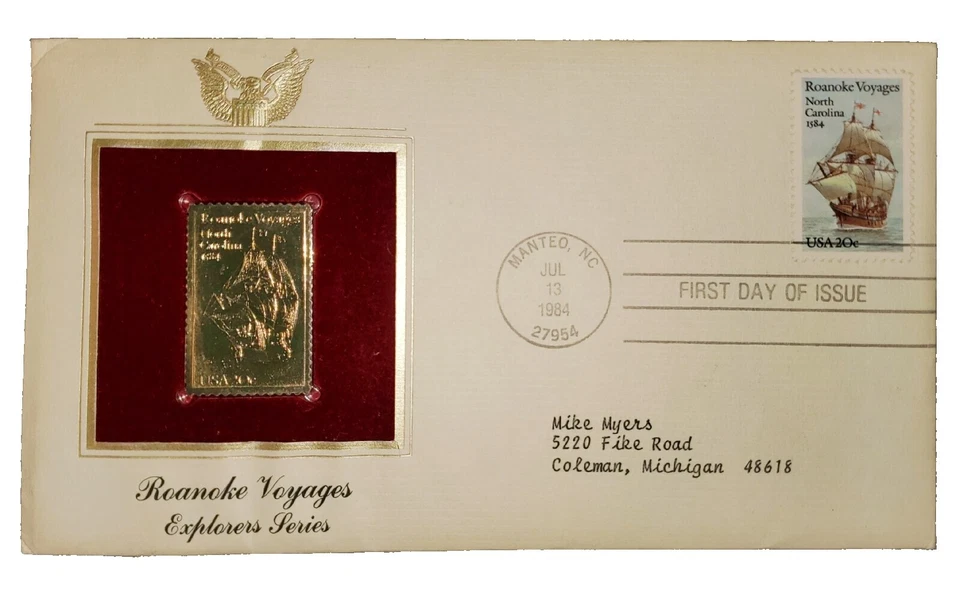 Roanoke Voyages
North
Carolina
1584
USA 20c
Roanoke Voyages
Explorers Series
Roanoke Voyages
North
Carolina
1584
USA 20c
MANTEO, NC
JUL
13
1984
27954
FIRST DAY OF ISSUE
Mike Myers
5220 Fike Road
Coleman, Michigan 48618